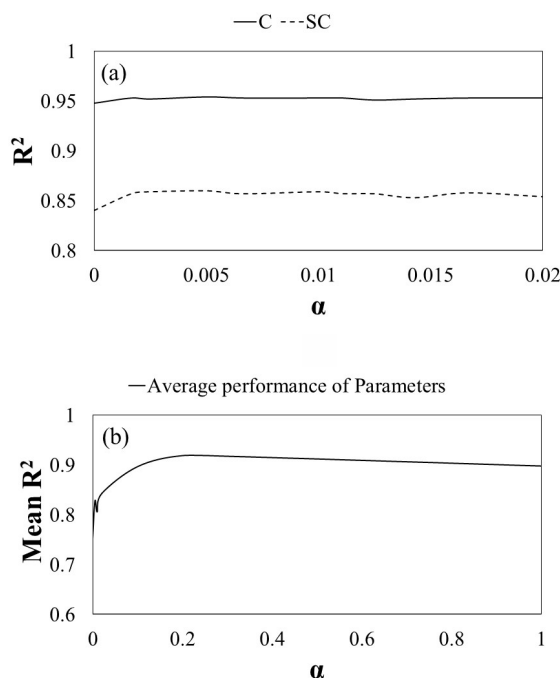 C SC
(a)
1
0.95
0.9
0.85
0.8
R²
0 0.005 0.01 0.015 0.02
α
Average performance of Parameters
(b)
1
0.9
0.8
0.7
0.6
Mean R²
0 0.2 0.4 0.6 0.8 1
α